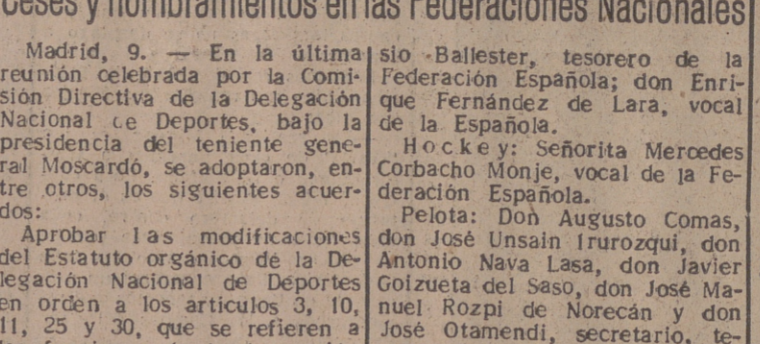 ceses y nombramientos en las Federaciones Nacionales
Madrid, 9. — En la última
reunión celebrada por la Comi-
sión Directiva de la Delegación
Nacional de Deportes, bajo la
presidencia del teniente gene-
ral Moscardó, se adoptaron, en-
tre otros, los siguientes acuer-
dos:
Aprobar las modificaciones
del Estatuto orgánico de la De-
legación Nacional de Deportes
en orden a los articulos 3, 10,
11, 25 y 30, que se refieren a
sio Ballester, tesorero de la
Federación Española; don Enri-
que Fernández de Lara, vocal
de la Española.
Hockey: Señorita Mercedes
Corbacho Monje, vocal de la Fe-
deración Española.
Pelota: Don Augusto Comas,
don José Unsain Irurozqui, don
Antonio Nava Lasa, don Javier
Goizueta del Saso, don José Ma-
nuel Rozpi de Norecán y don
José Otamendi, secretario, te-